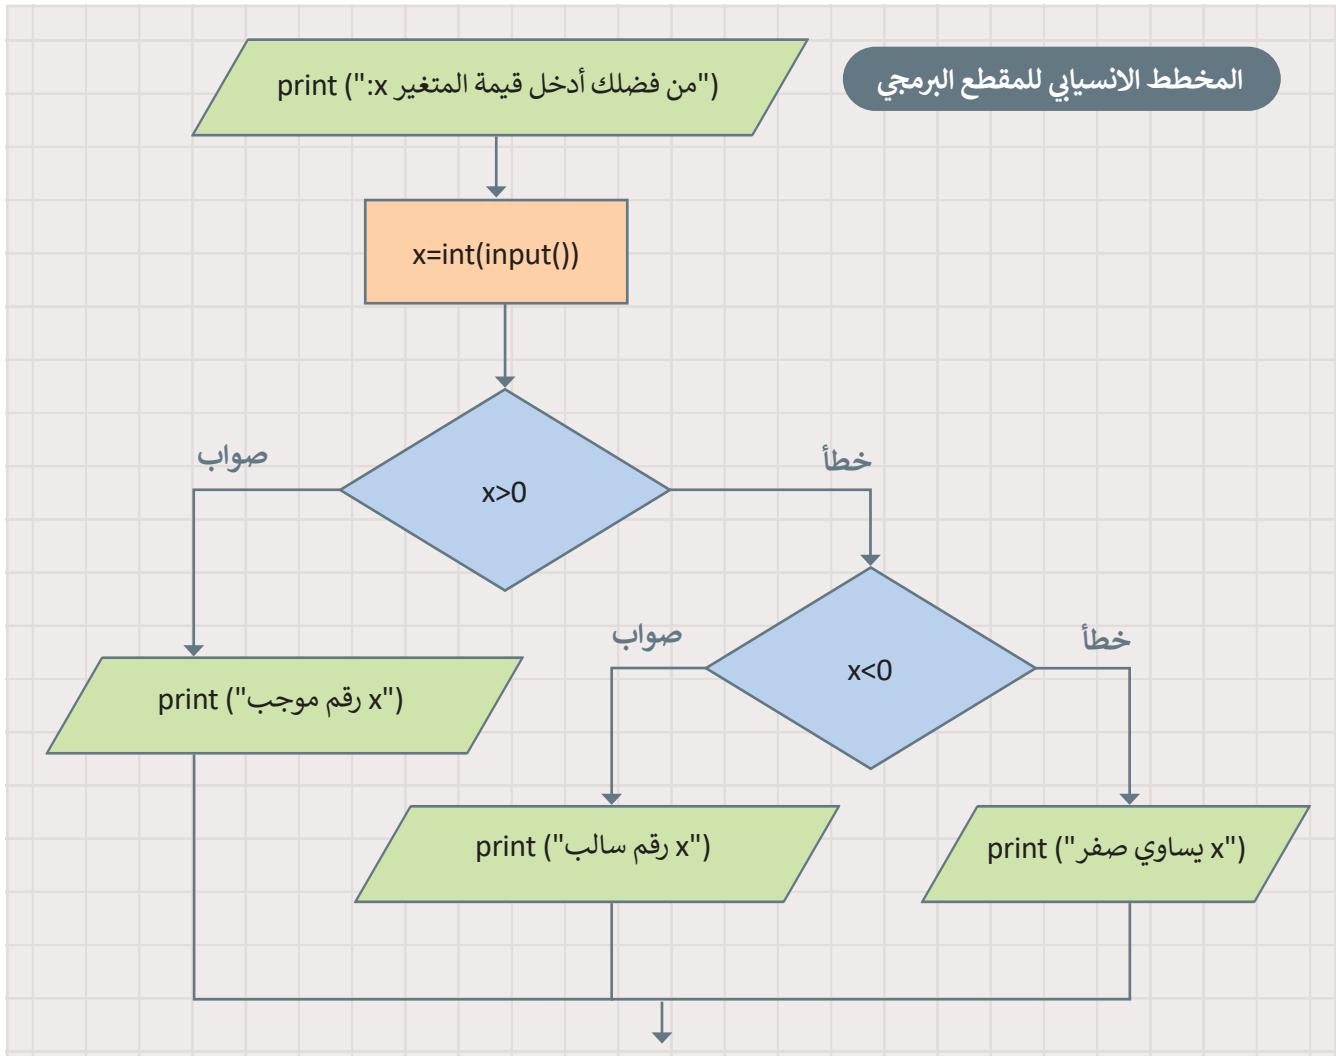 المخطط الانسيابي للمقطع البرمجي
print ("من فضلك أدخل قيمة المتغير x:")
x=int(input())
x>0
صواب
خطأ
x<0
صواب
خطأ
print ("x رقم موجب")
print ("x رقم سالب")
print ("x يساوي صفر")